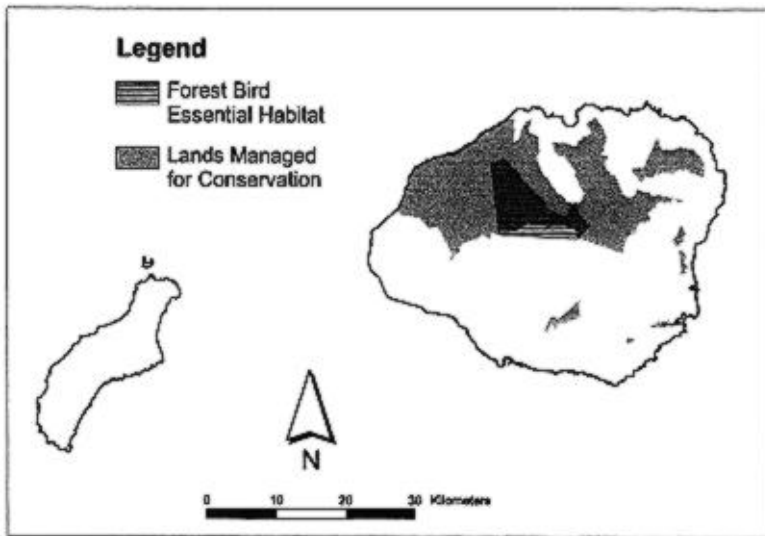 Legend
Forest Bird
Essential Habitat
Lands Managed
for Conservation
N
0 10 20 30 Kilometers